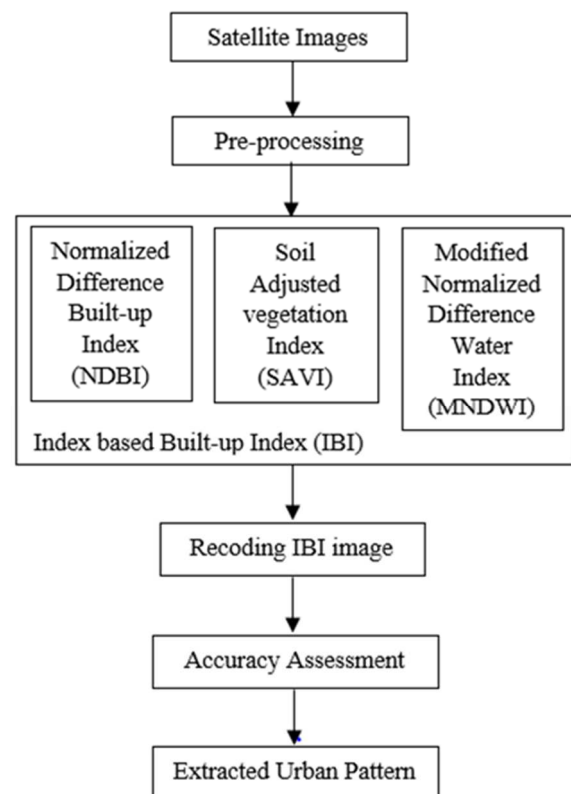 Satellite Images
Pre-processing
Normalized
Difference
Built-up
Index
(NDBI)
Soil
Adjusted
vegetation
Index
(SAVI)
Modified
Normalized
Difference
Water
Index
(MNDWI)
Index based Built-up Index (IBI)
Recoding IBI image
Accuracy Assessment
Extracted Urban Pattern